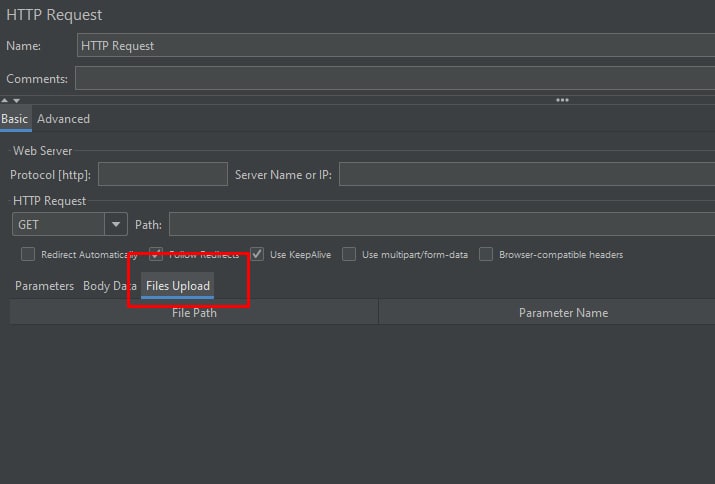 HTTP Request
Name: HTTP Request
Comments:
Basic Advanced
Web Server
Protocol [http]: Server Name or IP:
HTTP Request
GET Path:
Redirect Automatically Follow Redirects Use KeepAlive Use multipart/form-data Browser-compatible headers
Parameters Body Data Files Upload
File Path Parameter Name